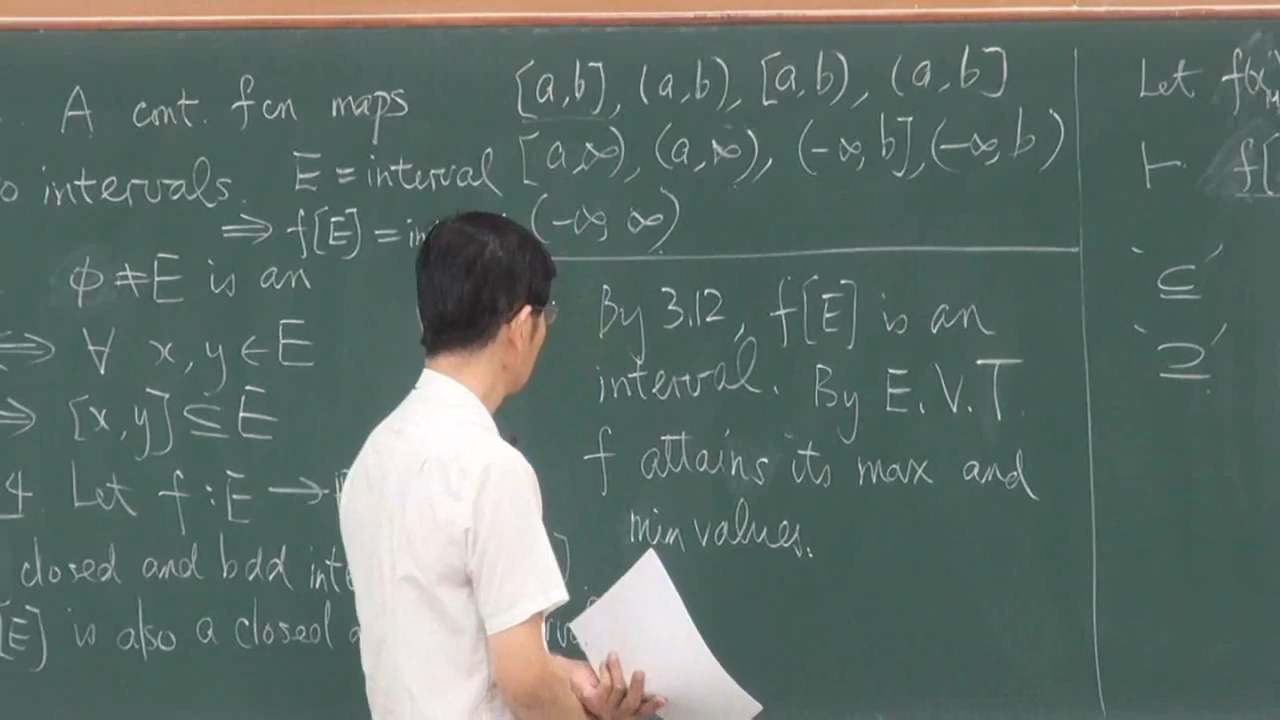 A cont. fcn maps
o intervals.
E = interval
⇒ f[E] = in
[a,b], (a,b), [a,b), (a,b]
[a,∞), (a,∞), (-∞,b], (-∞,b)
(-∞,∞)
φ ≠ E is an
⇔ ∀ x,y ∈ E
⇒ [x,y] ⊆ E
4 Let f : E →
closed and bdd inte
[E] is also a closed a
By 3.12, f[E] is an
interval. By E.V.T.
f attains its max and
min values.
Let
⊢ f[
'⊆'
'⊇'